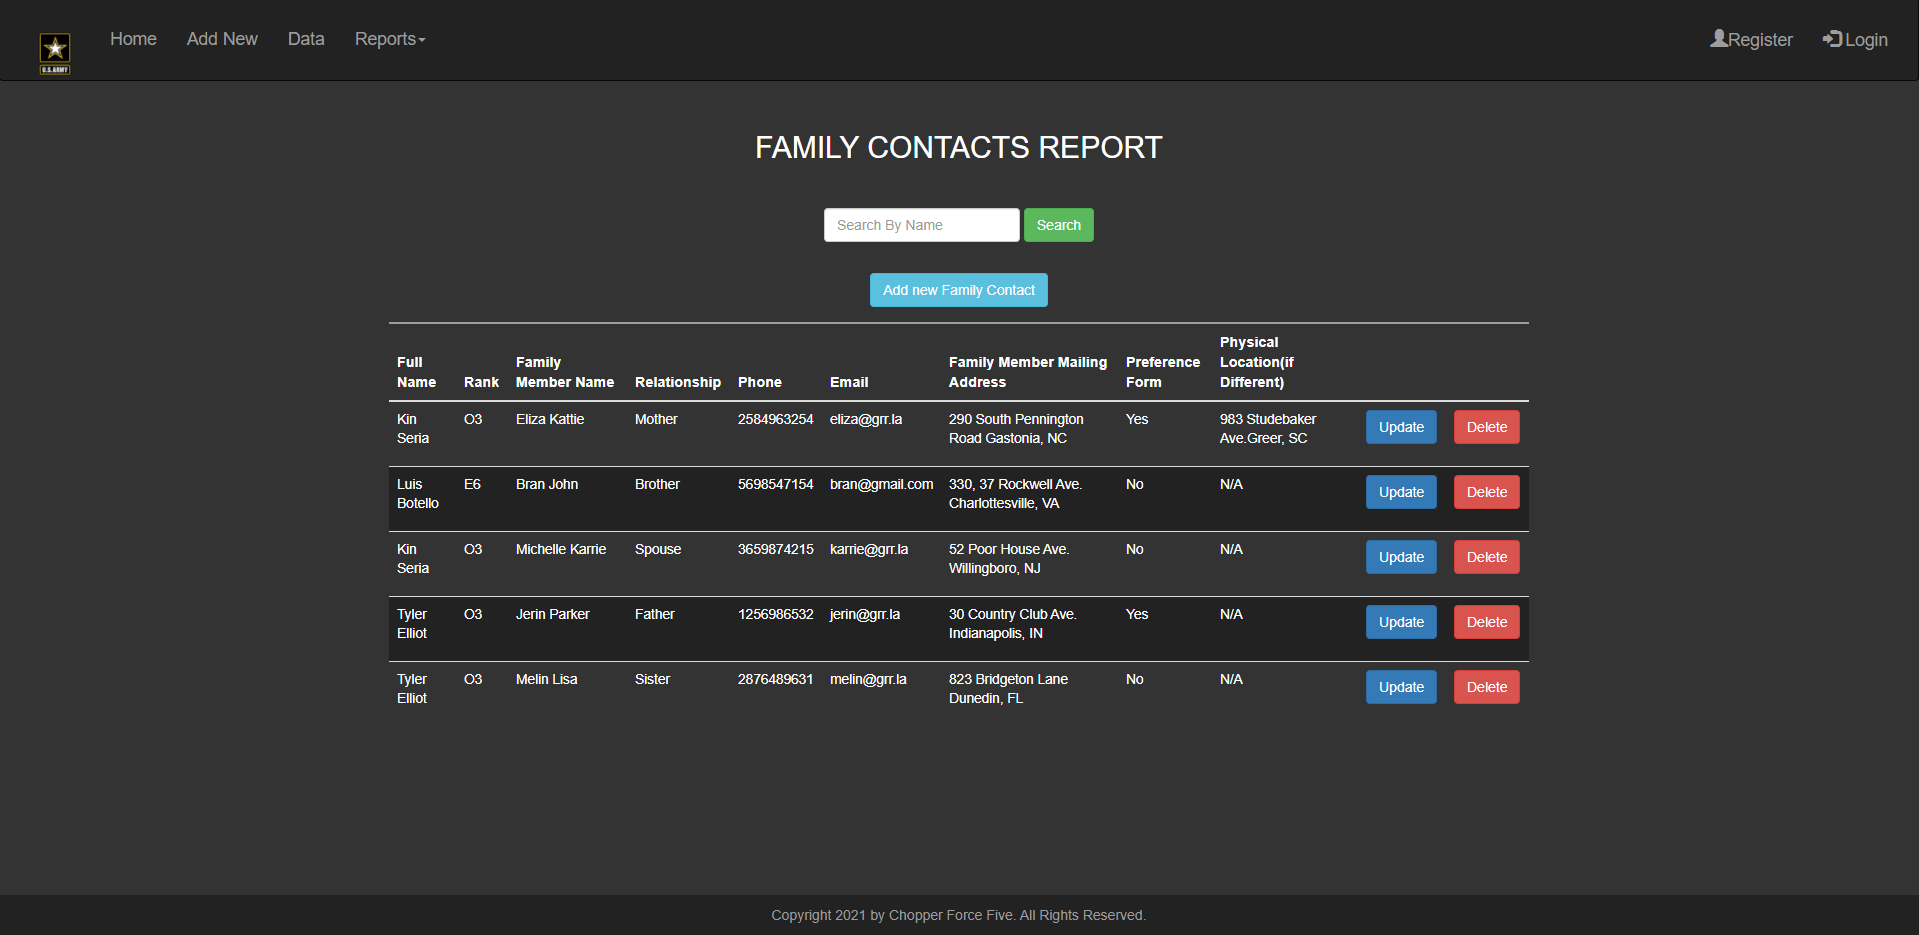 U.S.ARMY
Home Add New Data Reports Register Login
FAMILY CONTACTS REPORT
Search By Name Search
Add new Family Contact
Full Name Rank Family Member Name Relationship Phone Email Family Member Mailing Address Preference Form Physical Location(if Different)
Kin Seria O3 Eliza Kattie Mother 2584963254 eliza@grr.la 290 South Pennington Road Gastonia, NC Yes 983 Studebaker Ave.Greer, SC Update Delete
Luis Botello E6 Bran John Brother 5698547154 bran@gmail.com 330, 37 Rockwell Ave. Charlottesville, VA No N/A Update Delete
Kin Seria O3 Michelle Karrie Spouse 3659874215 karrie@grr.la 52 Poor House Ave. Willingboro, NJ No N/A Update Delete
Tyler Elliot O3 Jerin Parker Father 1256986532 jerin@grr.la 30 Country Club Ave. Indianapolis, IN Yes N/A Update Delete
Tyler Elliot O3 Melin Lisa Sister 2876489631 melin@grr.la 823 Bridgeton Lane Dunedin, FL No N/A Update Delete
Copyright 2021 by Chopper Force Five. All Rights Reserved.